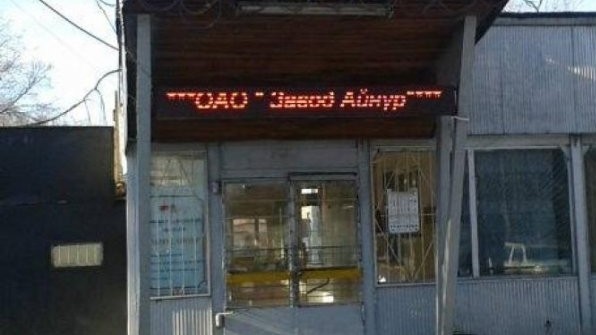 ***ОАО " Завод Айнур"****